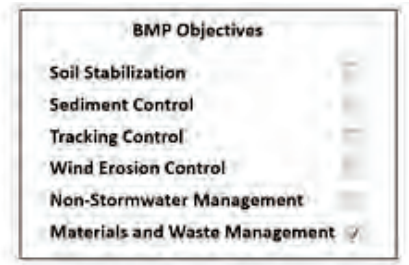 BMP Objectives
Soil Stabilization
Sediment Control
Tracking Control
Wind Erosion Control
Non-Stormwater Management
Materials and Waste Management ✓